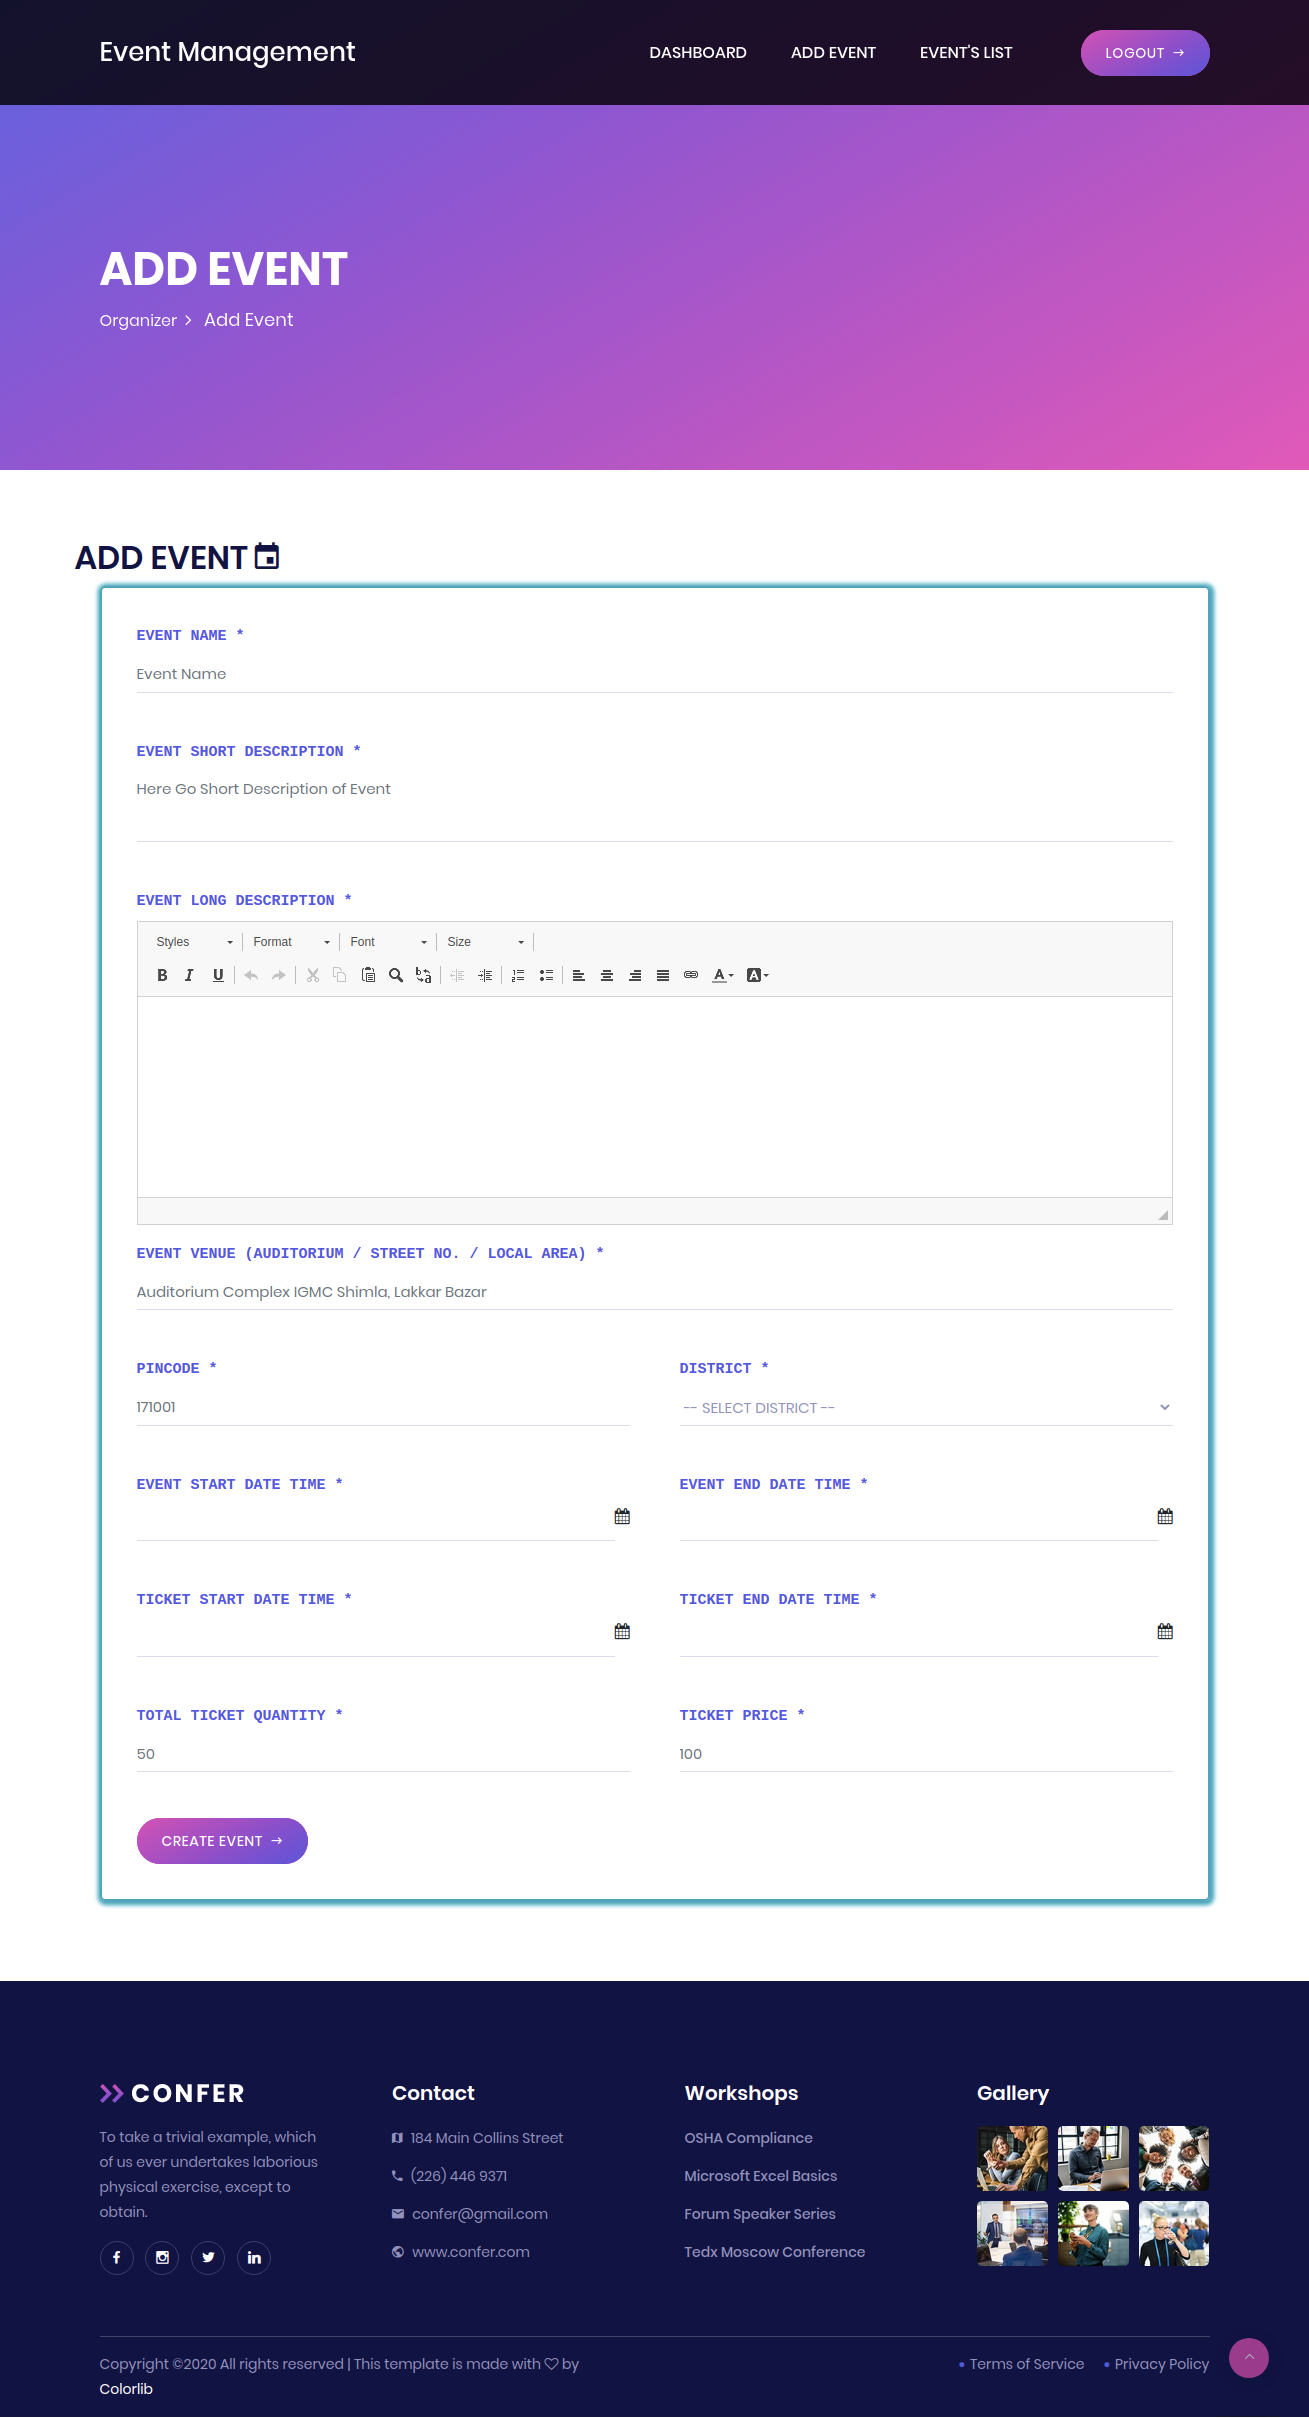 Event Management
DASHBOARD
ADD EVENT
EVENT'S LIST
LOGOUT →
ADD EVENT
Organizer > Add Event
ADD EVENT
EVENT NAME *
Event Name
EVENT SHORT DESCRIPTION *
Here Go Short Description of Event
EVENT LONG DESCRIPTION *
Styles
Format
Font
Size
EVENT VENUE (AUDITORIUM / STREET NO. / LOCAL AREA) *
Auditorium Complex IGMC Shimla, Lakkar Bazar
PINCODE *
171001
DISTRICT *
-- SELECT DISTRICT --
EVENT START DATE TIME *
EVENT END DATE TIME *
TICKET START DATE TIME *
TICKET END DATE TIME *
TOTAL TICKET QUANTITY *
50
TICKET PRICE *
100
CREATE EVENT →
CONFER
To take a trivial example, which
of us ever undertakes laborious
physical exercise, except to
obtain.
Contact
184 Main Collins Street
(226) 446 9371
confer@gmail.com
www.confer.com
Workshops
OSHA Compliance
Microsoft Excel Basics
Forum Speaker Series
Tedx Moscow Conference
Gallery
Copyright ©2020 All rights reserved | This template is made with ♡ by
Colorlib
• Terms of Service
• Privacy Policy